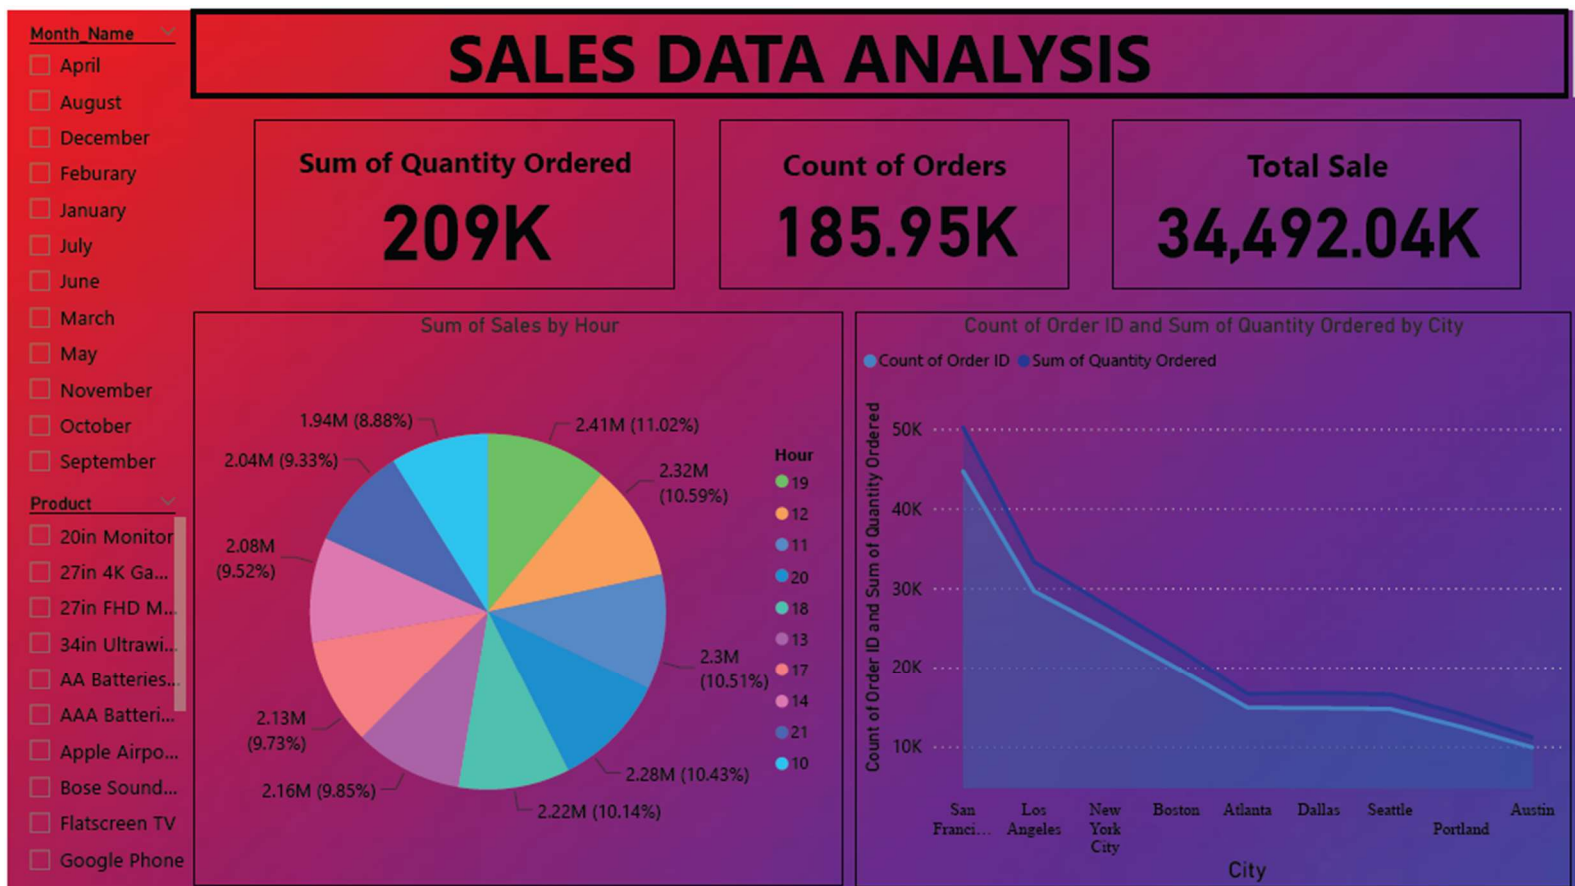 Month_Name
April
August
December
Feburary
January
July
June
March
May
November
October
September
Product
20in Monitor
27in 4K Ga...
27in FHD M...
34in Ultrawi...
AA Batteries...
AAA Batteri...
Apple Airpo...
Bose Sound...
Flatscreen TV
Google Phone
SALES DATA ANALYSIS
Sum of Quantity Ordered
209K
Count of Orders
185.95K
Total Sale
34,492.04K
Sum of Sales by Hour
2.41M (11.02%)
2.32M
(10.59%)
2.3M
(10.51%)
2.28M (10.43%)
2.22M (10.14%)
2.16M (9.85%)
2.13M
(9.73%)
2.08M
(9.52%)
2.04M (9.33%)
1.94M (8.88%)
Hour
19
12
11
20
18
13
17
14
21
10
Count of Order ID and Sum of Quantity Ordered by City
Count of Order ID Sum of Quantity Ordered
Count of Order ID and Sum of Quantity Ordered
50K
40K
30K
20K
10K
San
Franci...
Los
Angeles
New
York
City
Boston
Atlanta
Dallas
Seattle
Portland
Austin
City